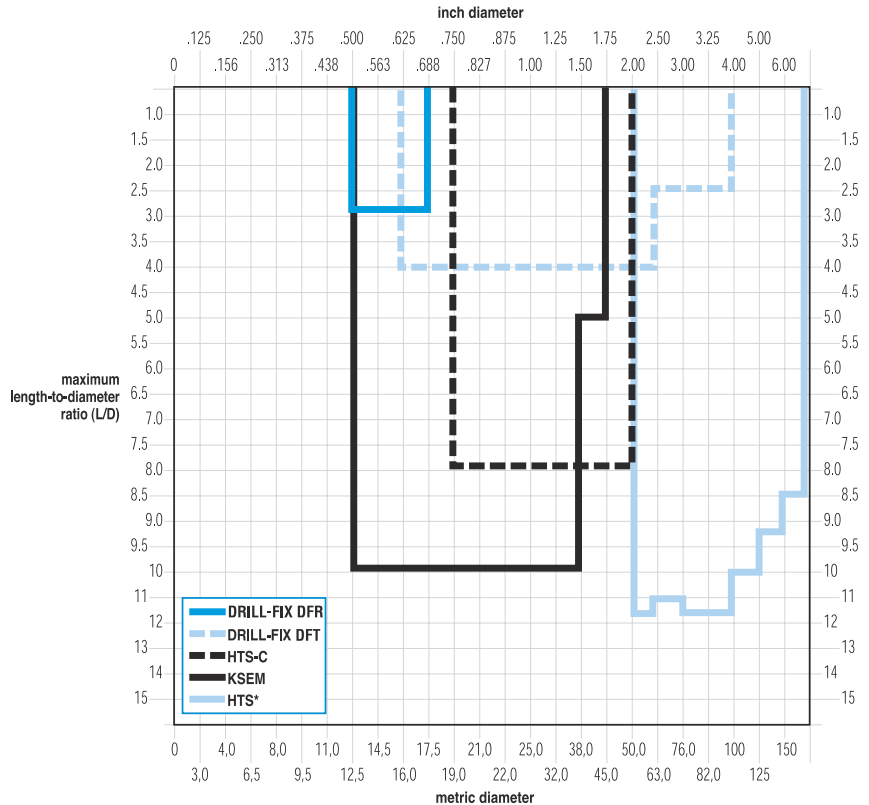 inch diameter
.125 .250 .375 .500 .625 .750 .875 1.25 1.75 2.50 3.25 5.00
0 .156 .313 .438 .563 .688 .827 1.00 1.50 2.00 3.00 4.00 6.00
1.0 1.0
1.5 1.5
2.0 2.0
2.5 2.5
3.0 3.0
3.5 3.5
4.0 4.0
4.5 4.5
5.0 5.0
5.5 5.5
6.0 6.0
maximum
length-to-diameter
ratio (L/D)
6.5 6.5
7.0 7.0
7.5 7.5
8.0 8.0
8.5 8.5
9.0 9.0
9.5 9.5
10 10
11 11
12 12
13 13
14 14
15 15
DRILL-FIX DFR
DRILL-FIX DFT
HTS-C
KSEM
HTS*
0 4,0 8,0 11,0 14,5 17,5 21,0 25,0 38,0 50,0 76,0 100 150
3,0 6,5 9,5 12,5 16,0 19,0 22,0 32,0 45,0 63,0 82,0 125
metric diameter